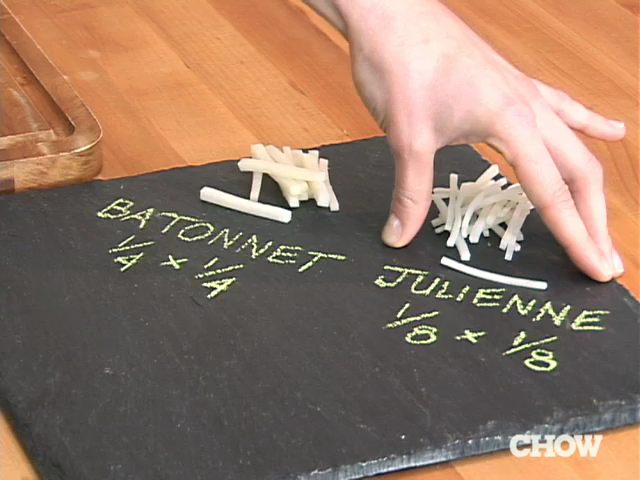 BATONNET
1/4 x 1/4
JULIENNE
1/8 x 1/8
CHOW